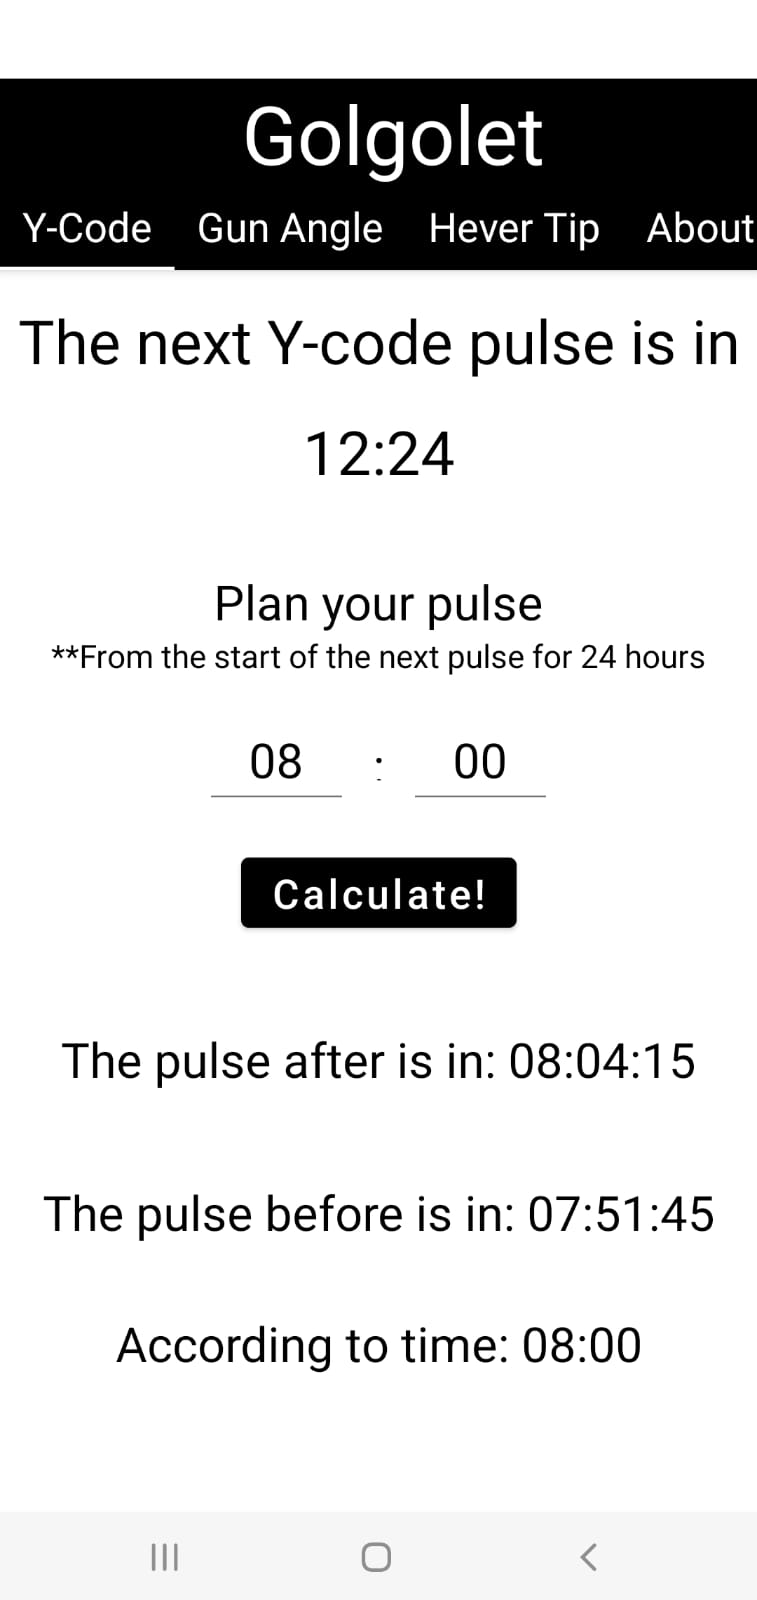 Golgolet
Y-Code Gun Angle Hever Tip About
The next Y-code pulse is in
12:24
Plan your pulse
**From the start of the next pulse for 24 hours
08 : 00
Calculate!
The pulse after is in: 08:04:15
The pulse before is in: 07:51:45
According to time: 08:00